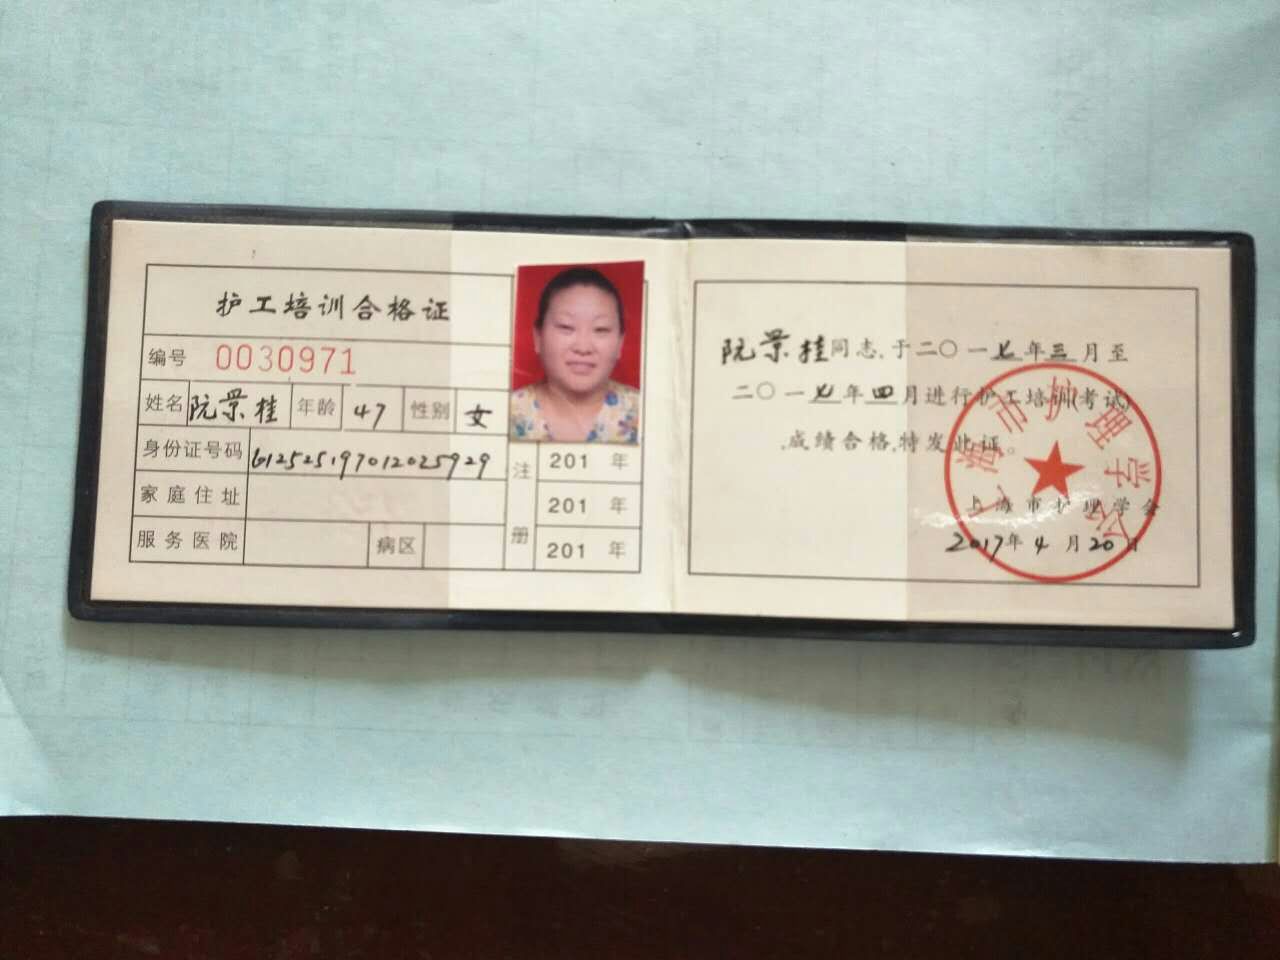 护工培训合格证
编号 0030971
姓名 阮景桂 年龄 47 性别 女
身份证号码 612525197012025929
家庭住址
服务医院 病区
注册
201 年
201 年
201 年
阮景桂同志,于二〇一七年三月至
二〇一七年四月进行护工培训(考试)
,成绩合格,特发此证。
上海市护理学会
2017年4月20日
上海市护理学会